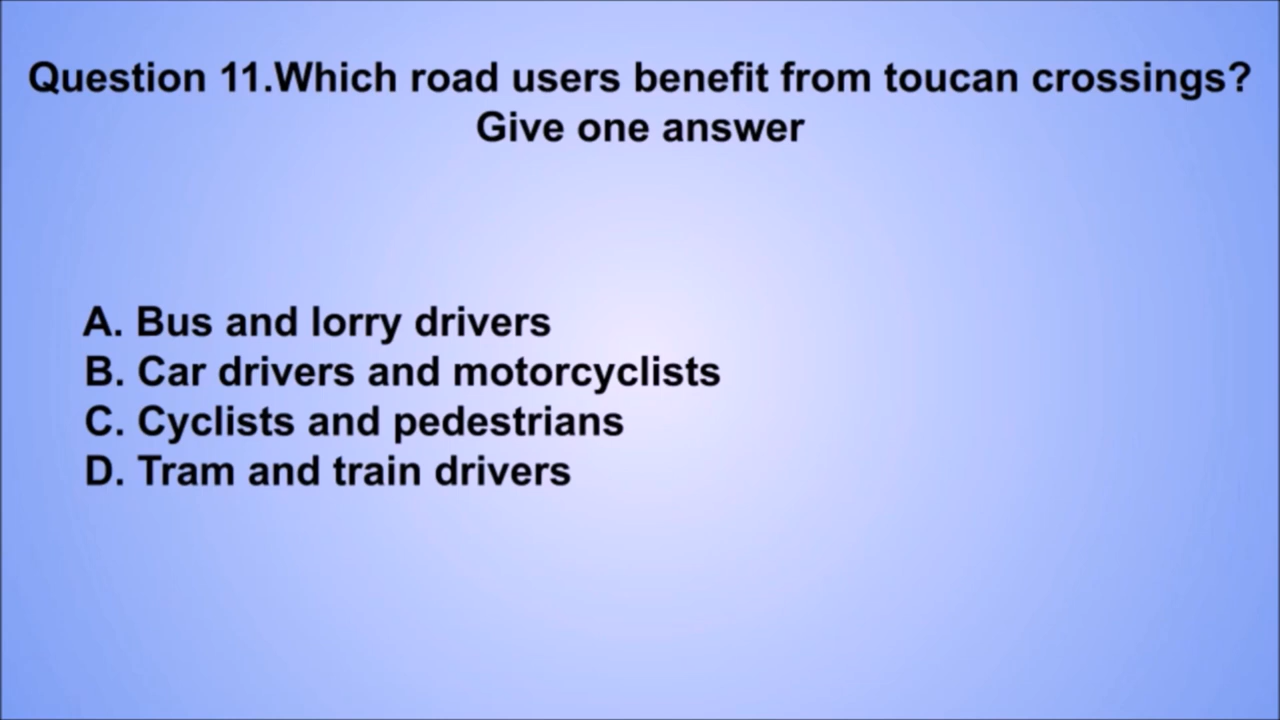 Question 11.Which road users benefit from toucan crossings?
Give one answer
A. Bus and lorry drivers
B. Car drivers and motorcyclists
C. Cyclists and pedestrians
D. Tram and train drivers